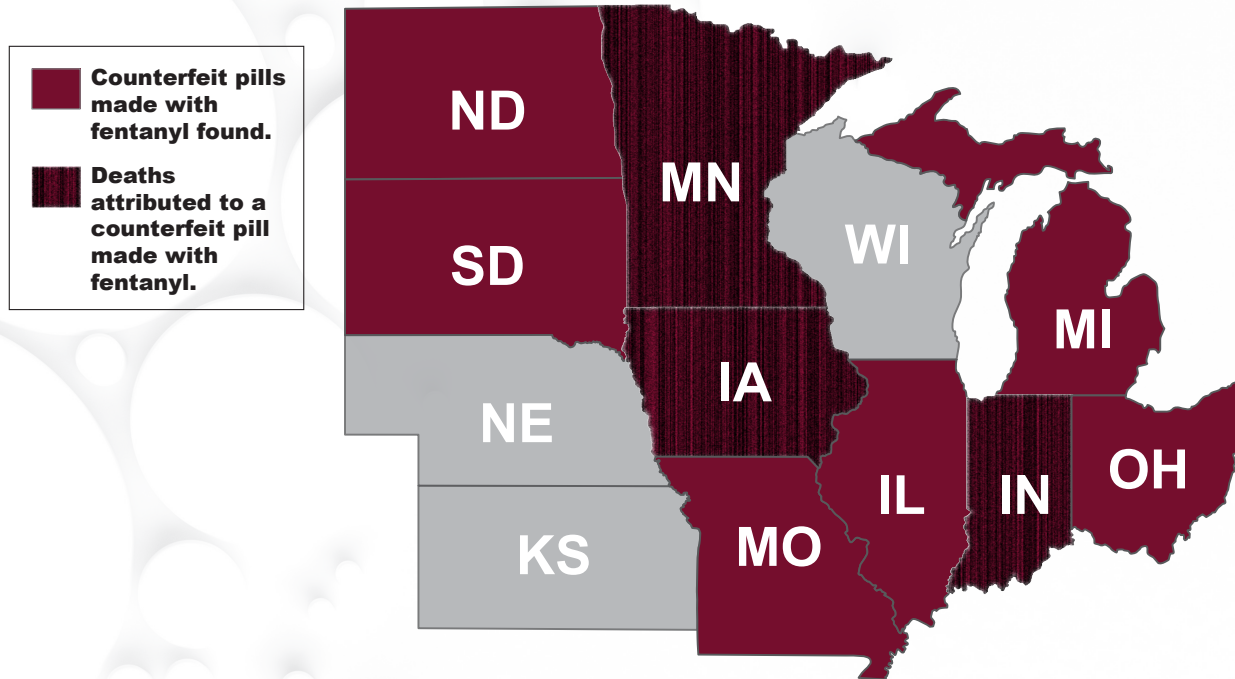 Counterfeit pills
made with
fentanyl found.
Deaths
attributed to a
counterfeit pill
made with
fentanyl.
ND
MN
SD
WI
MI
IA
NE
OH
IL
IN
MO
KS